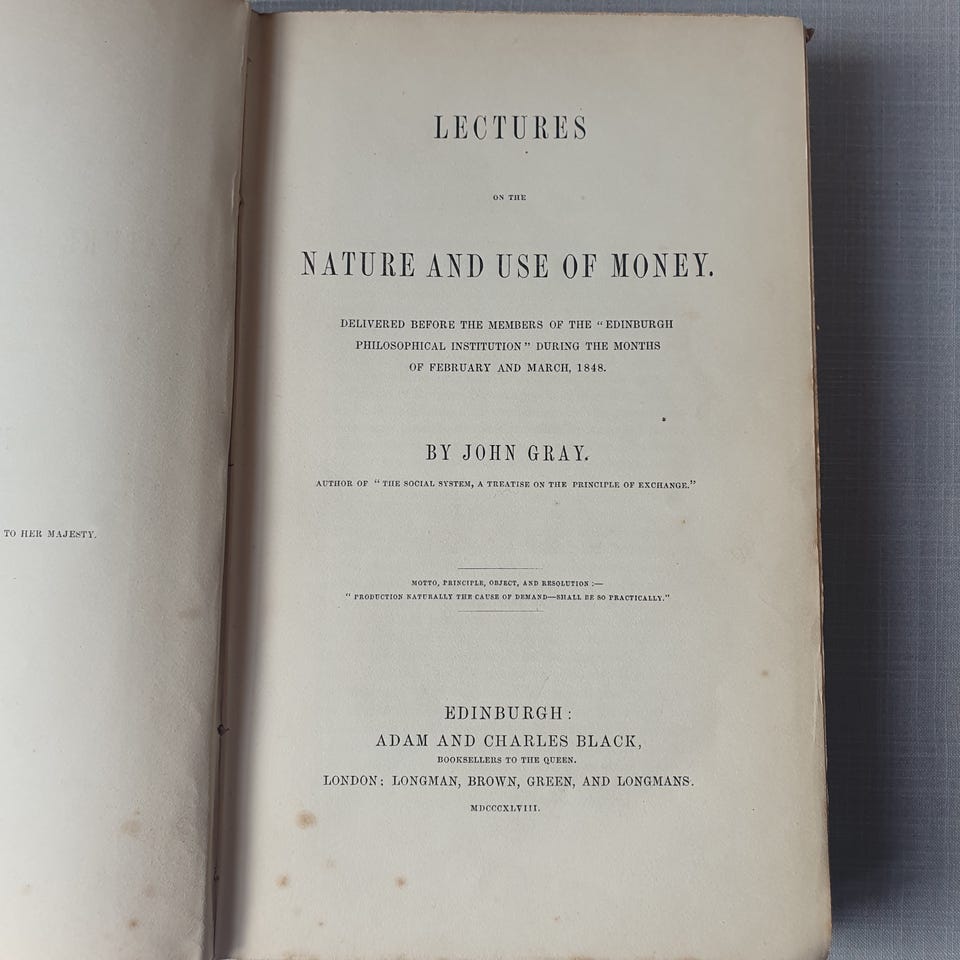 TO HER MAJESTY.
LECTURES
ON THE
NATURE AND USE OF MONEY.
DELIVERED BEFORE THE MEMBERS OF THE "EDINBURGH
PHILOSOPHICAL INSTITUTION" DURING THE MONTHS
OF FEBRUARY AND MARCH, 1848.
BY JOHN GRAY.
AUTHOR OF "THE SOCIAL SYSTEM, A TREATISE ON THE PRINCIPLE OF EXCHANGE."
MOTTO, PRINCIPLE, OBJECT, AND RESOLUTION:—
"PRODUCTION NATURALLY THE CAUSE OF DEMAND—SHALL BE SO PRACTICALLY."
EDINBURGH:
ADAM AND CHARLES BLACK,
BOOKSELLERS TO THE QUEEN.
LONDON: LONGMAN, BROWN, GREEN, AND LONGMANS.
MDCCCXLVIII.